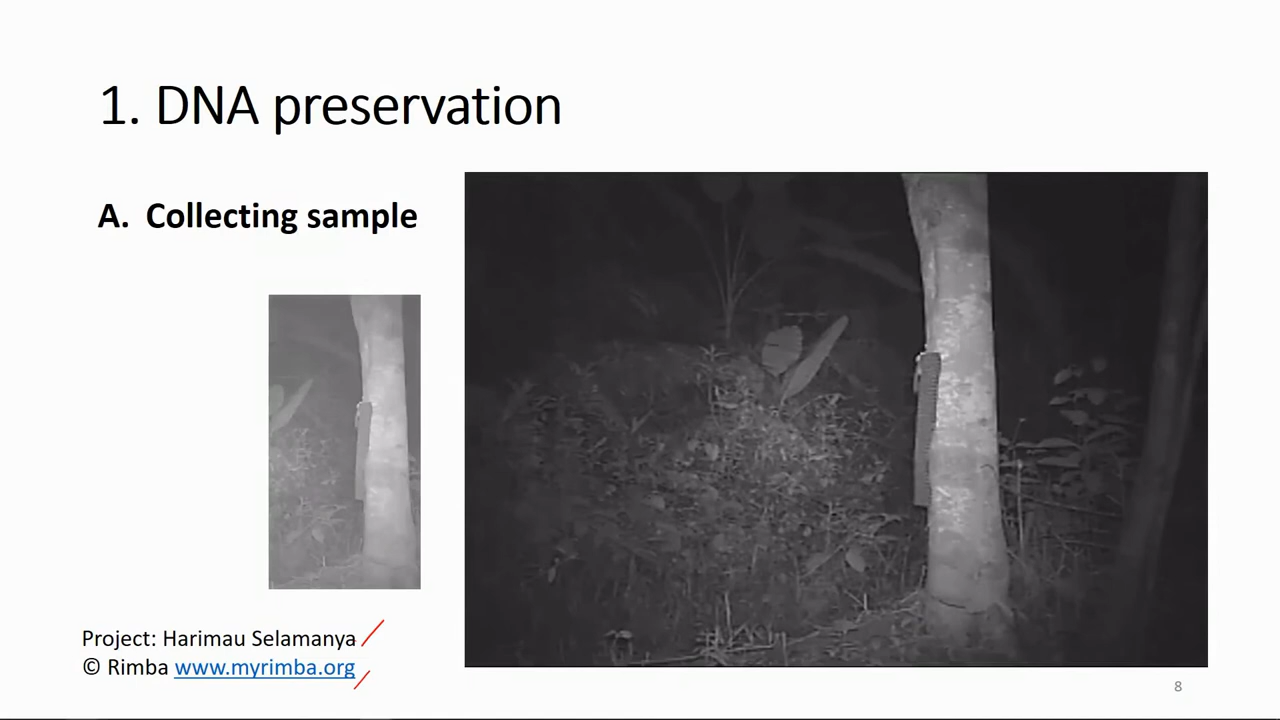 1. DNA preservation
A. Collecting sample
Project: Harimau Selamanya
© Rimba www.myrimba.org
8